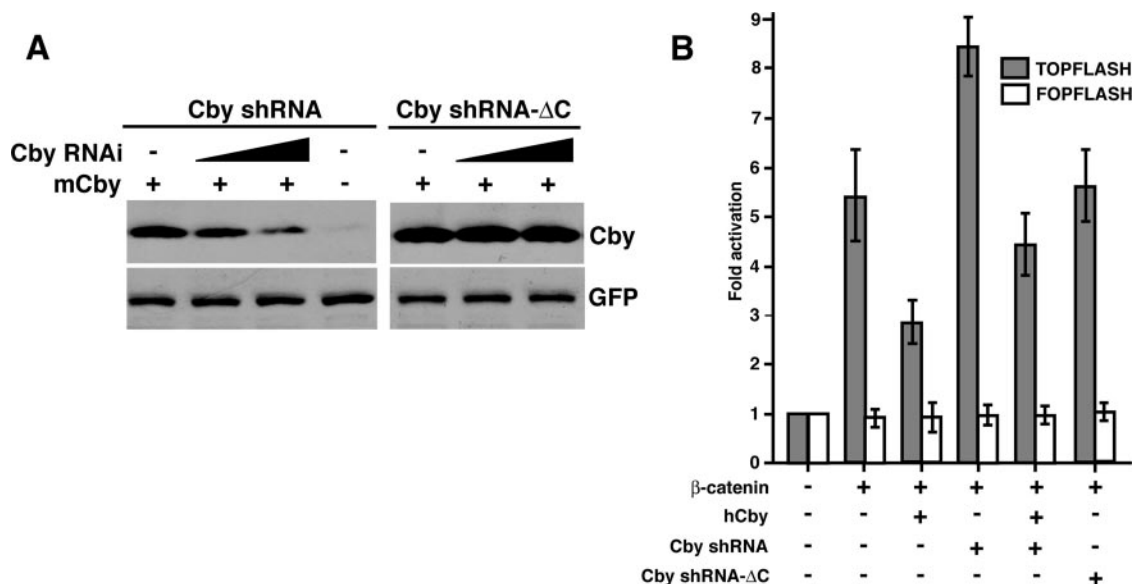 A
Cby shRNA Cby shRNA-ΔC
Cby RNAi - - -
mCby + + + - + + +
Cby
GFP
B
TOPFLASH
FOPFLASH
Fold activation
9
8
7
6
5
4
3
2
1
0
β-catenin - + + + + +
hCby - - + - + -
Cby shRNA - - - + + -
Cby shRNA-ΔC - - - - - +